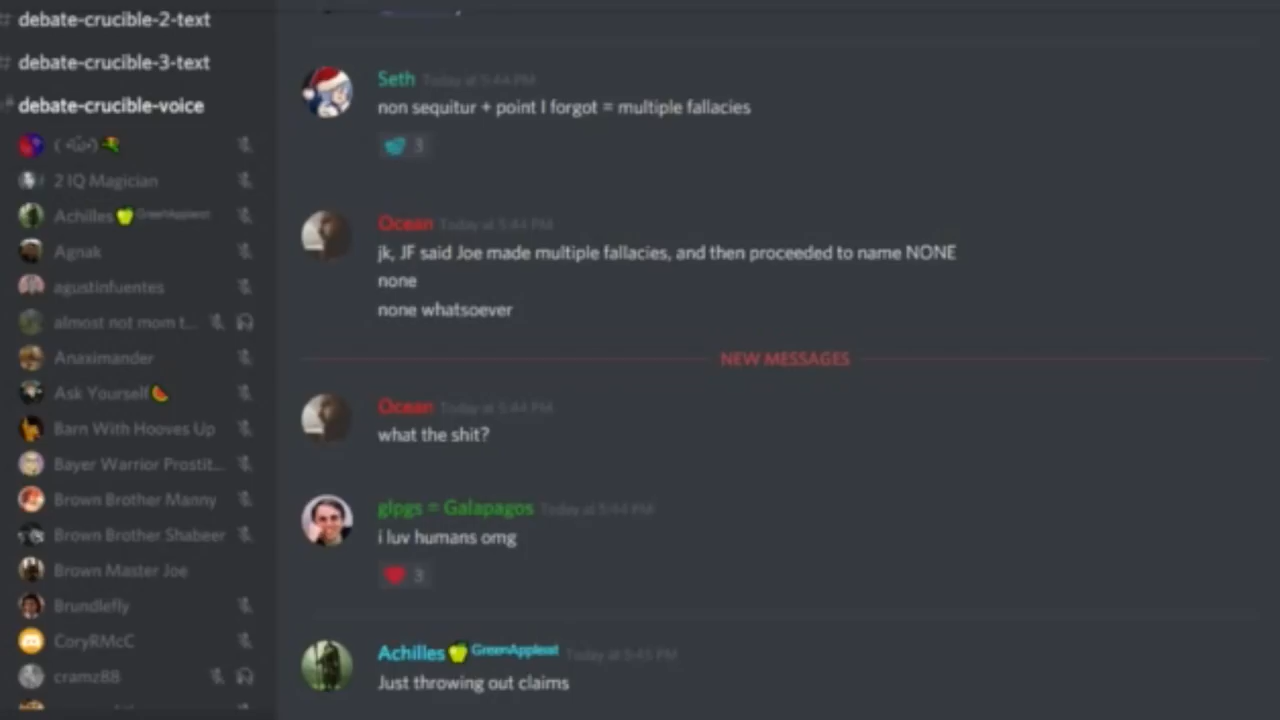 debate-crucible-2-text
debate-crucible-3-text
debate-crucible-voice
2 IQ Magician
Achilles GreenAppleist
Agnak
agustinfuentes
almost not mom t...
Anaximander
Ask Yourself
Barn With Hooves Up
Bayer Warrior Prostit...
Brown Brother Manny
Brown Brother Shabeer
Brown Master Joe
Brundlefly
CoryRMcC
cramz88
Seth Today at 5:44 PM
non sequitur + point I forgot = multiple fallacies
3
Ocean Today at 5:44 PM
jk, JF said Joe made multiple fallacies, and then proceeded to name NONE
none
none whatsoever
NEW MESSAGES
Ocean Today at 5:44 PM
what the shit?
glpgs = Galapagos Today at 5:44 PM
i luv humans omg
3
Achilles GreenAppleist Today at 5:45 PM
Just throwing out claims